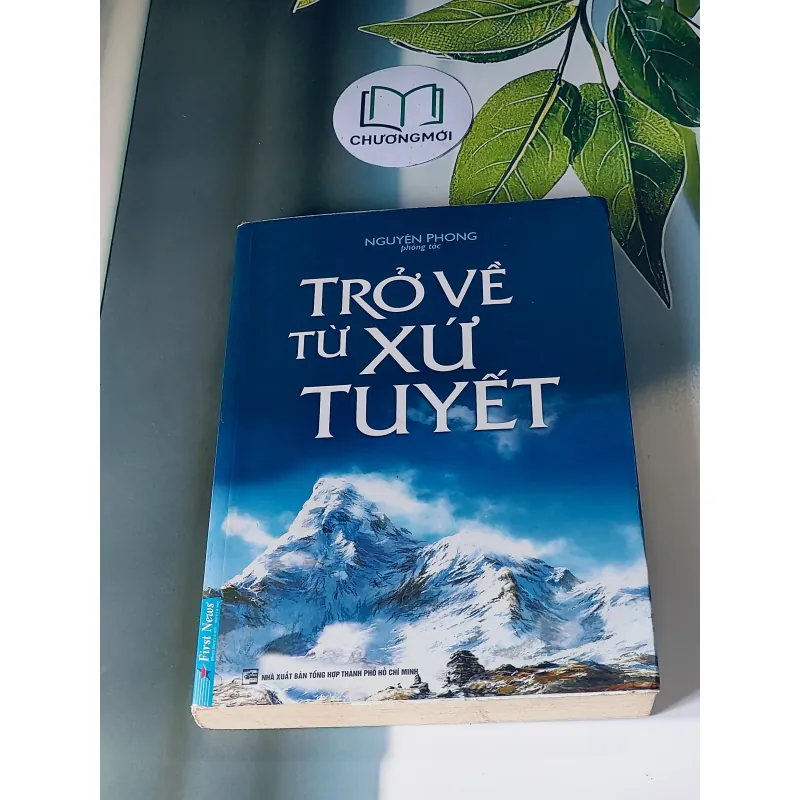 CHƯƠNGMỚI
NGUYÊN PHONG
phóng tác
TRỞ VỀ
TỪ XỨ
TUYẾT
First News
NHÀ XUẤT BẢN TỔNG HỢP THÀNH PHỐ HỒ CHÍ MINH